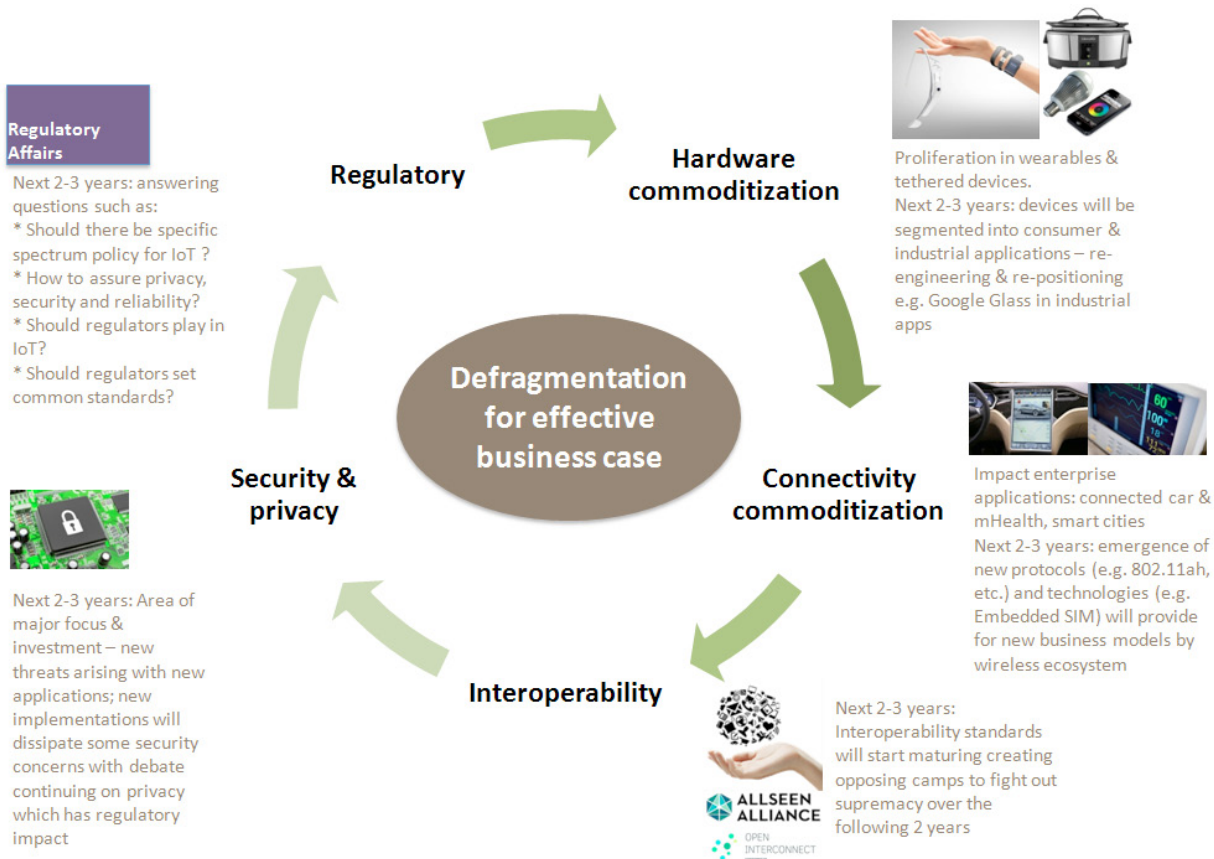 Regulatory
Affairs
Next 2-3 years: answering
questions such as:
* Should there be specific
spectrum policy for IoT ?
* How to assure privacy,
security and reliability?
* Should regulators play in
IoT?
* Should regulators set
common standards?
Regulatory
Hardware
commoditization
Proliferation in wearables &
tethered devices.
Next 2-3 years: devices will be
segmented into consumer &
industrial applications – re-
engineering & re-positioning
e.g. Google Glass in industrial
apps
Defragmentation
for effective
business case
Security &
privacy
Connectivity
commoditization
60
100
18
Impact enterprise
applications: connected car &
mHealth, smart cities
Next 2-3 years: emergence of
new protocols (e.g. 802.11ah,
etc.) and technologies (e.g.
Embedded SIM) will provide
for new business models by
wireless ecosystem
Next 2-3 years: Area of
major focus &
investment – new
threats arising with new
applications; new
implementations will
dissipate some security
concerns with debate
continuing on privacy
which has regulatory
impact
Interoperability
ALLSEEN
ALLIANCE
OPEN
INTERCONNECT
Next 2-3 years:
Interoperability standards
will start maturing creating
opposing camps to fight out
supremacy over the
following 2 years